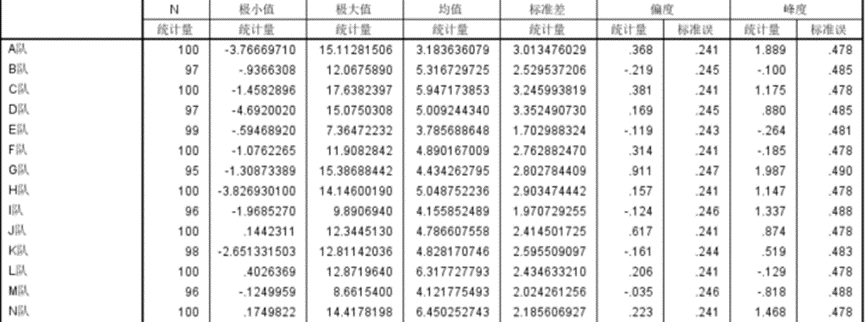 N 极小值 极大值 均值 标准差 偏度 峰度
统计量 统计量 统计量 统计量 统计量 统计量 标准误 统计量 标准误
A队 100 -3.76669710 15.11281506 3.183636079 3.013476029 .368 .241 1.889 .478
B队 97 -.9366308 12.0675890 5.316729725 2.529537206 -.219 .245 -.100 .485
C队 100 -1.4582896 17.6382397 5.947173853 3.245993819 .381 .241 1.175 .478
D队 97 -4.6920020 15.0750308 5.009244340 3.352490730 .169 .245 .880 .485
E队 99 -.59468920 7.36472232 3.785688648 1.702988324 -.119 .243 -.264 .481
F队 100 -1.0762265 11.9082842 4.890167009 2.762882470 .314 .241 -.185 .478
G队 95 -1.30873389 15.38688442 4.434262795 2.802784409 .911 .247 1.987 .490
H队 100 -3.826930100 14.14600190 5.048752236 2.903474442 .157 .241 1.147 .478
I队 96 -1.9685270 9.8906940 4.155852489 1.970729255 -.124 .246 1.337 .488
J队 100 .1442311 12.3445130 4.786607558 2.414501725 .617 .241 .874 .478
K队 98 -2.651331503 12.81142036 4.828170746 2.595509097 -.161 .244 .519 .483
L队 100 .4026369 12.8719640 6.317727793 2.434633210 .206 .241 -.129 .478
M队 96 -.1249959 8.6615400 4.121775493 2.024261256 -.035 .246 -.818 .488
N队 100 .1749822 14.4178198 6.450252743 2.185606927 .223 .241 1.468 .478